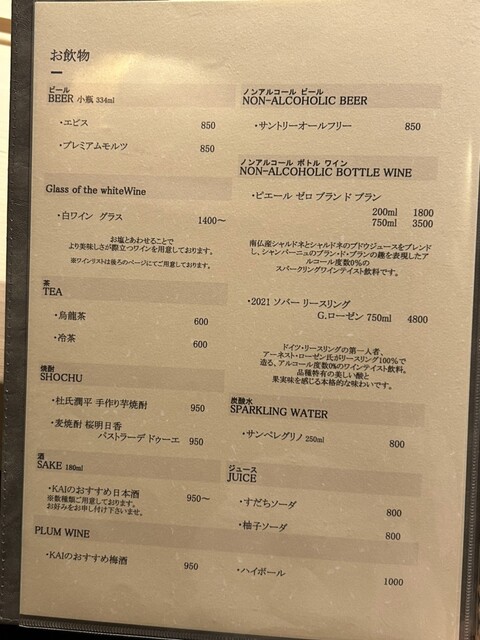 お飲物
ビール
BEER 小瓶 334ml
・エビス 850
・プレミアムモルツ 850
Glass of the whiteWine
・白ワイン グラス 1400～
お塩とあわせることで
より美味しさが際立つワインを用意しております。
※ワインリストは後ろのページにてご用意しております。
茶
TEA
・烏龍茶 600
・冷茶 600
焼酎
SHOCHU
・杜氏潤平 手作り芋焼酎 950
・麦焼酎 桜明日香
パストラーデ ドゥーエ 950
酒
SAKE 180ml
・KAIのおすすめ日本酒 950～
※数種類ご用意しております。
お好みをお申し付け下さいませ。
PLUM WINE
・KAIのおすすめ梅酒 950
ノンアルコール ビール
NON-ALCOHOLIC BEER
・サントリーオールフリー 850
ノンアルコール ボトル ワイン
NON-ALCOHOLIC BOTTLE WINE
・ピエール ゼロ ブランド ブラン
200ml 1800
750ml 3500
南仏産シャルドネとシャルドネのブドウジュースをブレンド
し、シャンパーニュのブラン・ド・ブランの趣を表現したア
ルコール度数0%の
スパークリングワインテイスト飲料です。
・2021 ソバー リースリング
G.ローゼン 750ml 4800
ドイツ・リースリングの第一人者、
アーネスト・ローゼン氏がリースリング100%で
造る、アルコール度数0%のワインテイスト飲料。
品種特有の美しい酸と
果実味を感じる本格的な味わいです。
炭酸水
SPARKLING WATER
・サンペレグリノ 250ml 800
ジュース
JUICE
・すだちソーダ 800
・柚子ソーダ 800
・ハイボール 1000